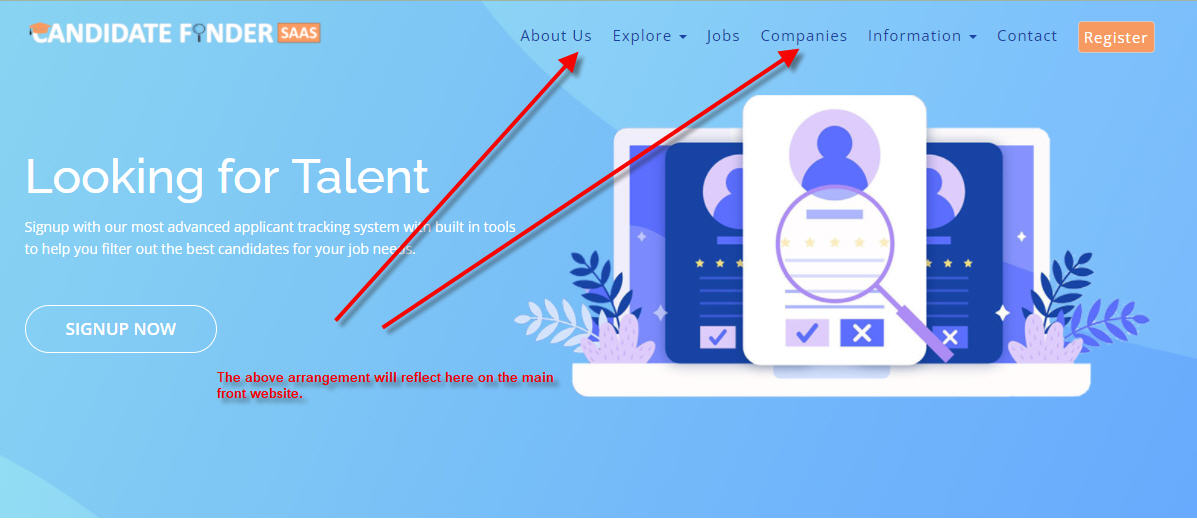 CANDIDATE FINDER SAAS
About Us Explore Jobs Companies Information Contact Register
Looking for Talent
Signup with our most advanced applicant tracking system with built in tools
to help you filter out the best candidates for your job needs.
SIGNUP NOW
The above arrangement will reflect here on the main
front website.